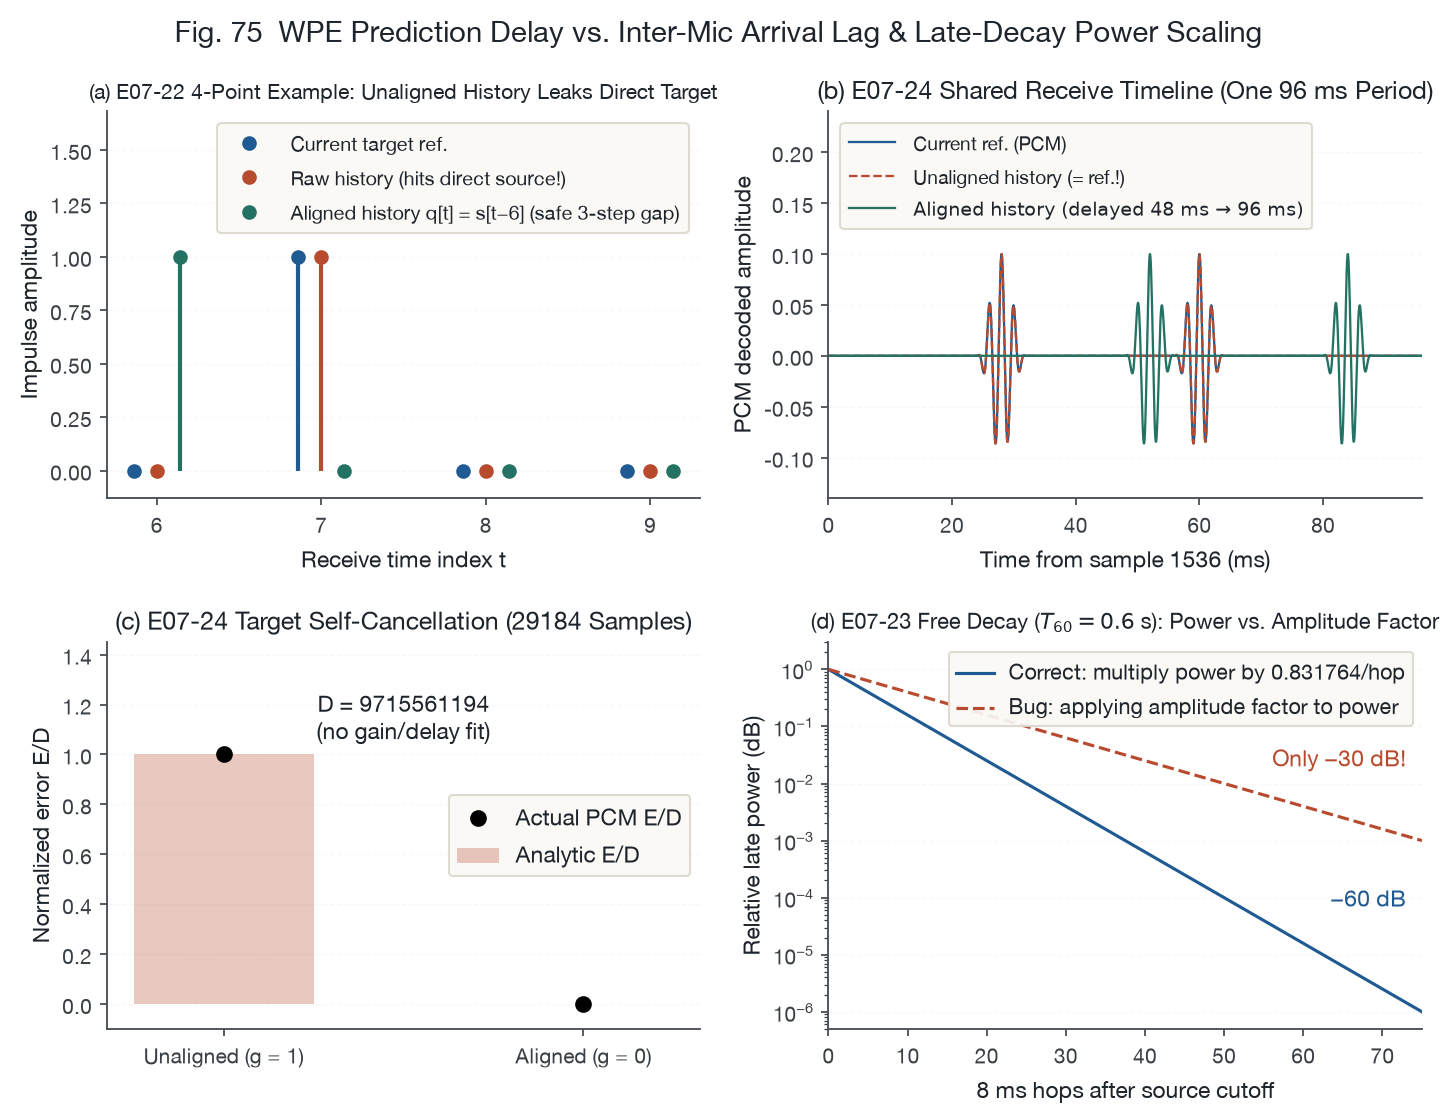 Fig. 75  WPE Prediction Delay vs. Inter-Mic Arrival Lag & Late-Decay Power Scaling
(a) E07-22 4-Point Example: Unaligned History Leaks Direct Target
Current target ref.
Raw history (hits direct source!)
Aligned history q[t] = s[t−6] (safe 3-step gap)
Impulse amplitude
1.50
1.25
1.00
0.75
0.50
0.25
0.00
6 7 8 9
Receive time index t
(b) E07-24 Shared Receive Timeline (One 96 ms Period)
Current ref. (PCM)
Unaligned history (= ref.!)
Aligned history (delayed 48 ms → 96 ms)
PCM decoded amplitude
0.20
0.15
0.10
0.05
0.00
-0.05
-0.10
0 20 40 60 80
Time from sample 1536 (ms)
(c) E07-24 Target Self-Cancellation (29184 Samples)
D = 9715561194
(no gain/delay fit)
Actual PCM E/D
Analytic E/D
Normalized error E/D
1.4
1.2
1.0
0.8
0.6
0.4
0.2
0.0
Unaligned (g = 1) Aligned (g = 0)
(d) E07-23 Free Decay (T₆₀ = 0.6 s): Power vs. Amplitude Factor
Correct: multiply power by 0.831764/hop
Bug: applying amplitude factor to power
Only −30 dB!
−60 dB
Relative late power (dB)
10⁰
10⁻¹
10⁻²
10⁻³
10⁻⁴
10⁻⁵
10⁻⁶
0 10 20 30 40 50 60 70
8 ms hops after source cutoff